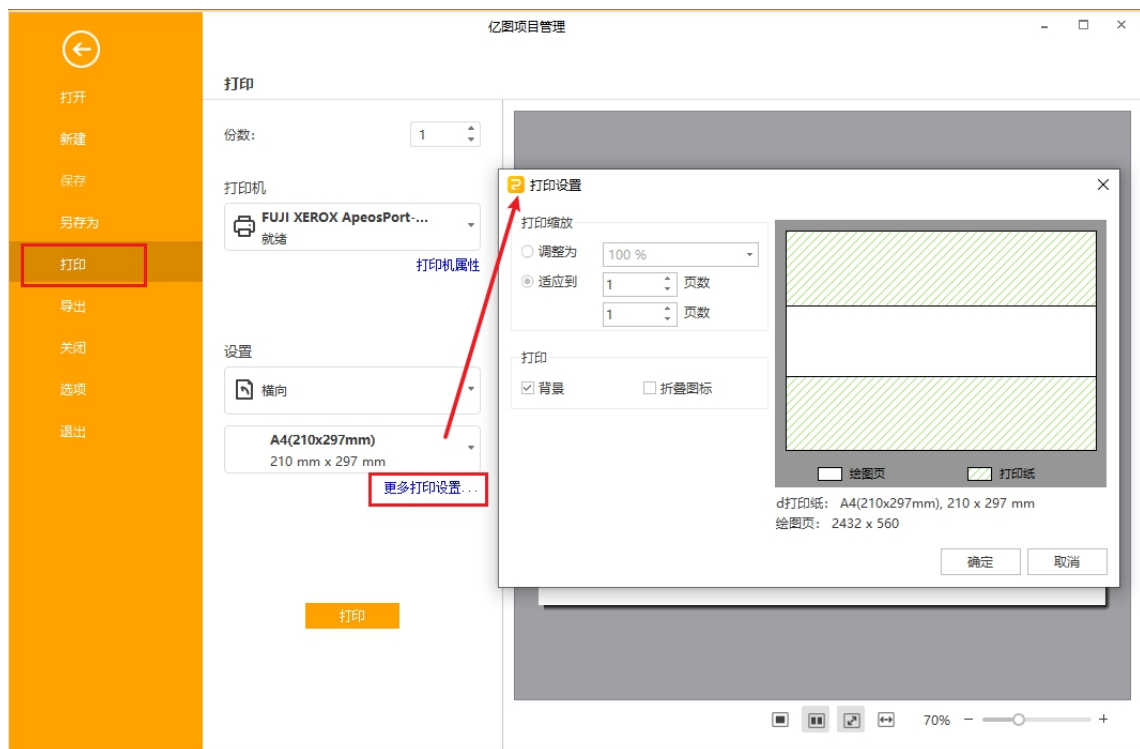 亿图项目管理
打开
新建
保存
另存为
打印
导出
关闭
选项
退出
打印
份数:
1
打印机
FUJI XEROX ApeosPort-...
就绪
打印机属性
设置
横向
A4(210x297mm)
210 mm x 297 mm
更多打印设置...
打印
打印设置
打印缩放
调整为
100 %
适应到
1
页数
1
页数
打印
背景
折叠图标
绘图页
打印纸
d打印纸: A4(210x297mm), 210 x 297 mm
绘图页: 2432 x 560
确定
取消
70%